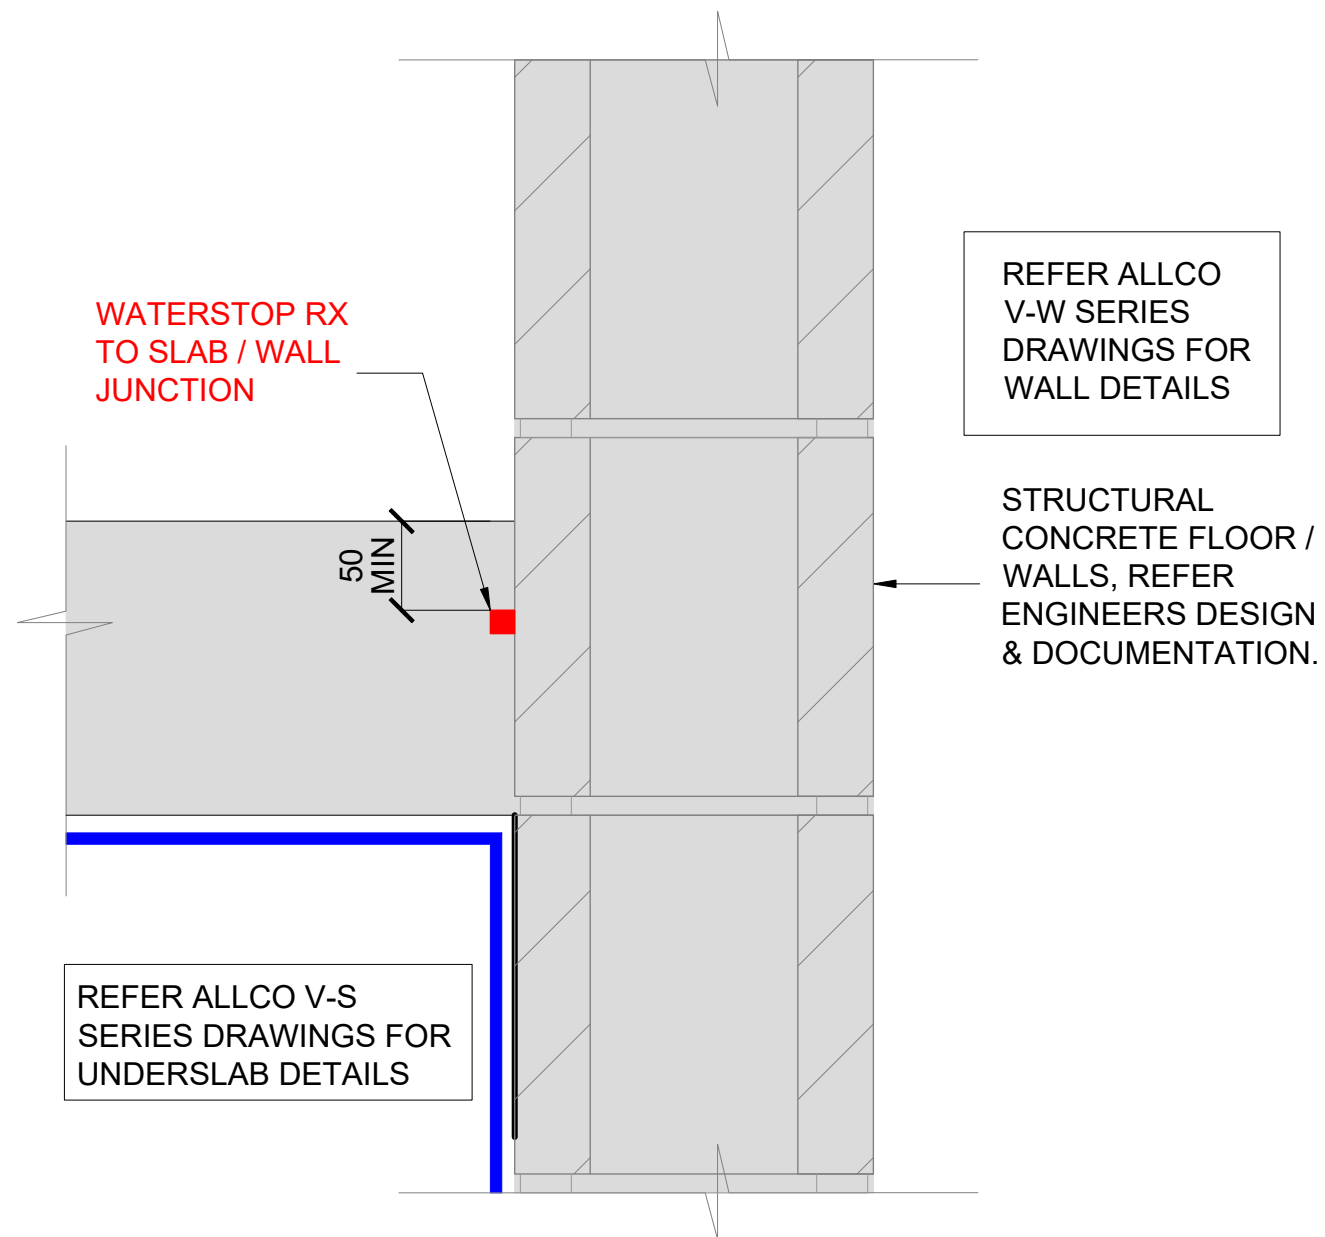 WATERSTOP RX
TO SLAB / WALL
JUNCTION
REFER ALLCO
V-W SERIES
DRAWINGS FOR
WALL DETAILS
50
MIN
STRUCTURAL
CONCRETE FLOOR /
WALLS, REFER
ENGINEERS DESIGN
& DOCUMENTATION.
REFER ALLCO V-S
SERIES DRAWINGS FOR
UNDERSLAB DETAILS